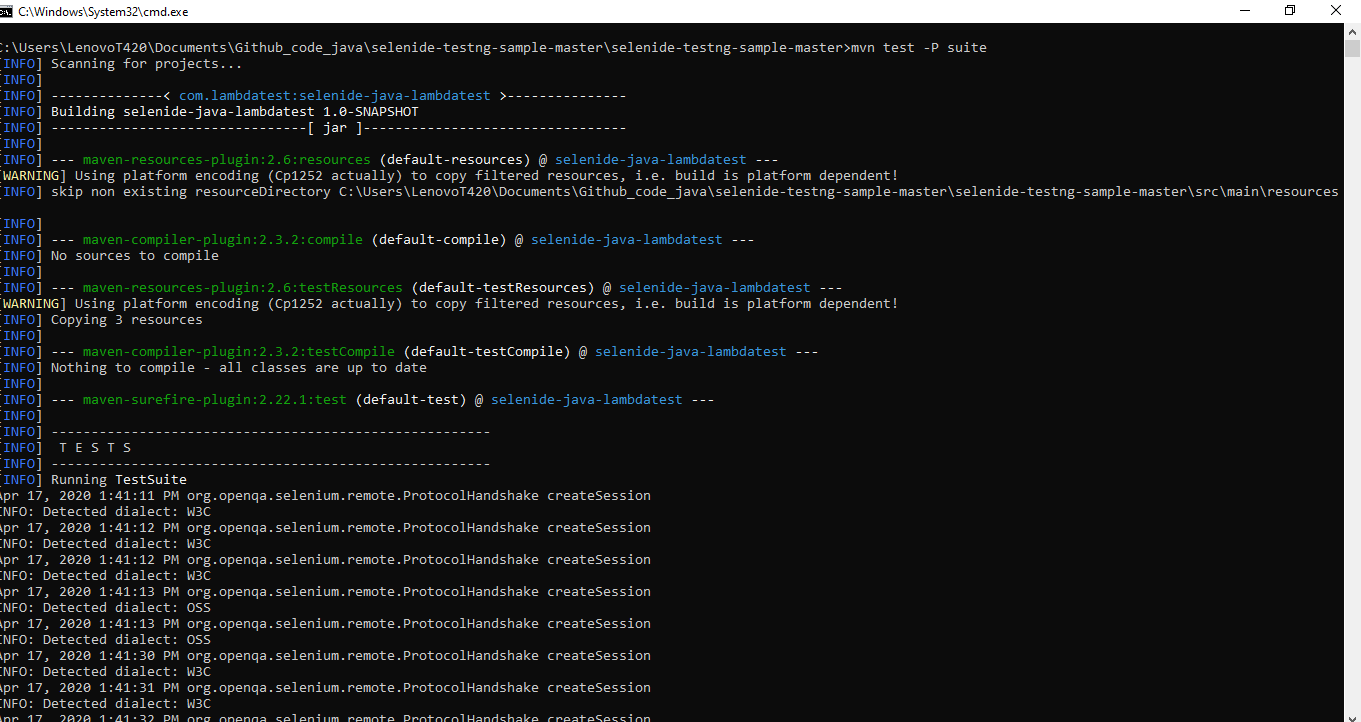 C:\Windows\System32\cmd.exe
C:\Users\LenovoT420\Documents\Github_code_java\selenide-testng-sample-master\selenide-testng-sample-master>mvn test -P suite
[INFO] Scanning for projects...
[INFO]
[INFO] --------------< com.lambdatest:selenide-java-lambdatest >---------------
[INFO] Building selenide-java-lambdatest 1.0-SNAPSHOT
[INFO] --------------------------------[ jar ]---------------------------------
[INFO]
[INFO] --- maven-resources-plugin:2.6:resources (default-resources) @ selenide-java-lambdatest ---
[WARNING] Using platform encoding (Cp1252 actually) to copy filtered resources, i.e. build is platform dependent!
[INFO] skip non existing resourceDirectory C:\Users\LenovoT420\Documents\Github_code_java\selenide-testng-sample-master\selenide-testng-sample-master\src\main\resources
[INFO]
[INFO] --- maven-compiler-plugin:2.3.2:compile (default-compile) @ selenide-java-lambdatest ---
[INFO] No sources to compile
[INFO]
[INFO] --- maven-resources-plugin:2.6:testResources (default-testResources) @ selenide-java-lambdatest ---
[WARNING] Using platform encoding (Cp1252 actually) to copy filtered resources, i.e. build is platform dependent!
[INFO] Copying 3 resources
[INFO]
[INFO] --- maven-compiler-plugin:2.3.2:testCompile (default-testCompile) @ selenide-java-lambdatest ---
[INFO] Nothing to compile - all classes are up to date
[INFO]
[INFO] --- maven-surefire-plugin:2.22.1:test (default-test) @ selenide-java-lambdatest ---
[INFO]
[INFO] -------------------------------------------------------
[INFO]  T E S T S
[INFO] -------------------------------------------------------
[INFO] Running TestSuite
Apr 17, 2020 1:41:11 PM org.openqa.selenium.remote.ProtocolHandshake createSession
INFO: Detected dialect: W3C
Apr 17, 2020 1:41:12 PM org.openqa.selenium.remote.ProtocolHandshake createSession
INFO: Detected dialect: W3C
Apr 17, 2020 1:41:12 PM org.openqa.selenium.remote.ProtocolHandshake createSession
INFO: Detected dialect: W3C
Apr 17, 2020 1:41:13 PM org.openqa.selenium.remote.ProtocolHandshake createSession
INFO: Detected dialect: OSS
Apr 17, 2020 1:41:13 PM org.openqa.selenium.remote.ProtocolHandshake createSession
INFO: Detected dialect: OSS
Apr 17, 2020 1:41:30 PM org.openqa.selenium.remote.ProtocolHandshake createSession
INFO: Detected dialect: W3C
Apr 17, 2020 1:41:31 PM org.openqa.selenium.remote.ProtocolHandshake createSession
INFO: Detected dialect: W3C
Apr 17, 2020 1:41:32 PM org.openqa.selenium.remote.ProtocolHandshake createSession